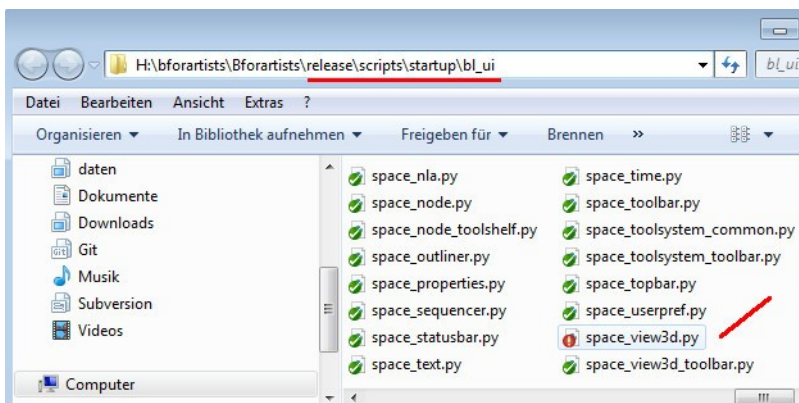 H:\bforartists\Bforartists\release\scripts\startup\bl_ui
bl_ui
Datei Bearbeiten Ansicht Extras ?
Organisieren In Bibliothek aufnehmen Freigeben für Brennen »
daten
Dokumente
Downloads
Git
Musik
Subversion
Videos
Computer
space_nla.py
space_node.py
space_node_toolshelf.py
space_outliner.py
space_properties.py
space_sequencer.py
space_statusbar.py
space_text.py
space_time.py
space_toolbar.py
space_toolsystem_common.py
space_toolsystem_toolbar.py
space_topbar.py
space_userpref.py
space_view3d.py
space_view3d_toolbar.py